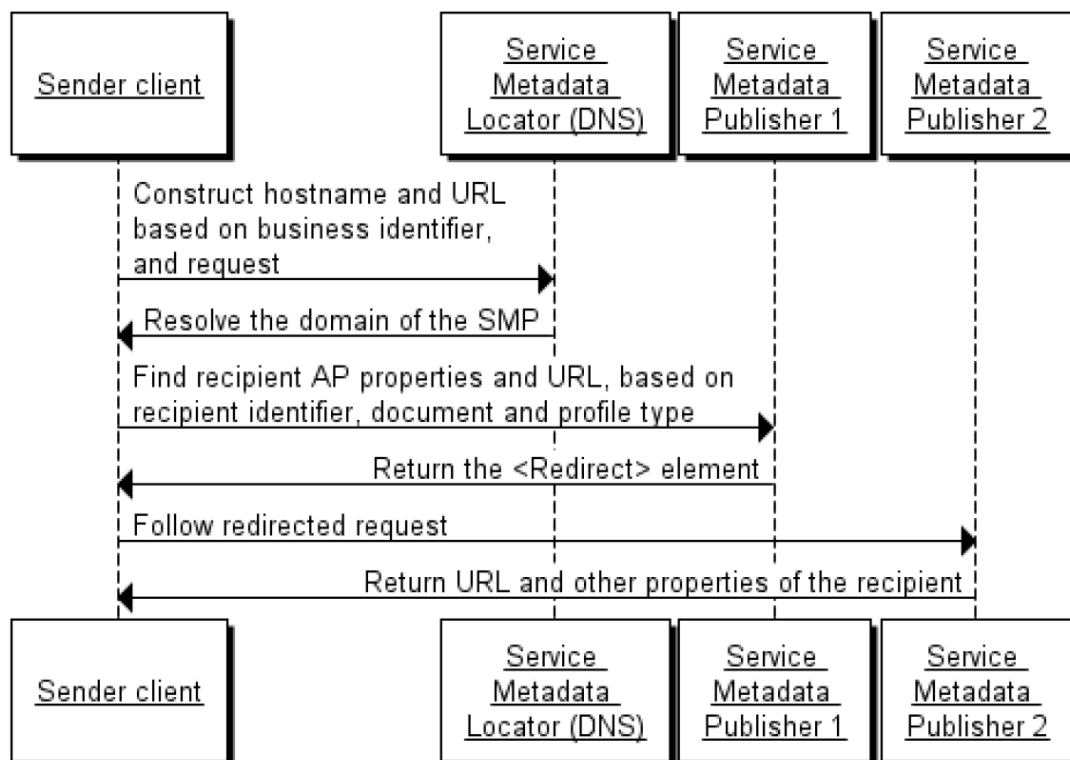 Sender client
Service
Metadata
Locator (DNS)
Service
Metadata
Publisher 1
Service
Metadata
Publisher 2
Construct hostname and URL
based on business identifier,
and request
Resolve the domain of the SMP
Find recipient AP properties and URL, based on
recipient identifier, document and profile type
Return the <Redirect> element
Follow redirected request
Return URL and other properties of the recipient
Sender client
Service
Metadata
Locator (DNS)
Service
Metadata
Publisher 1
Service
Metadata
Publisher 2